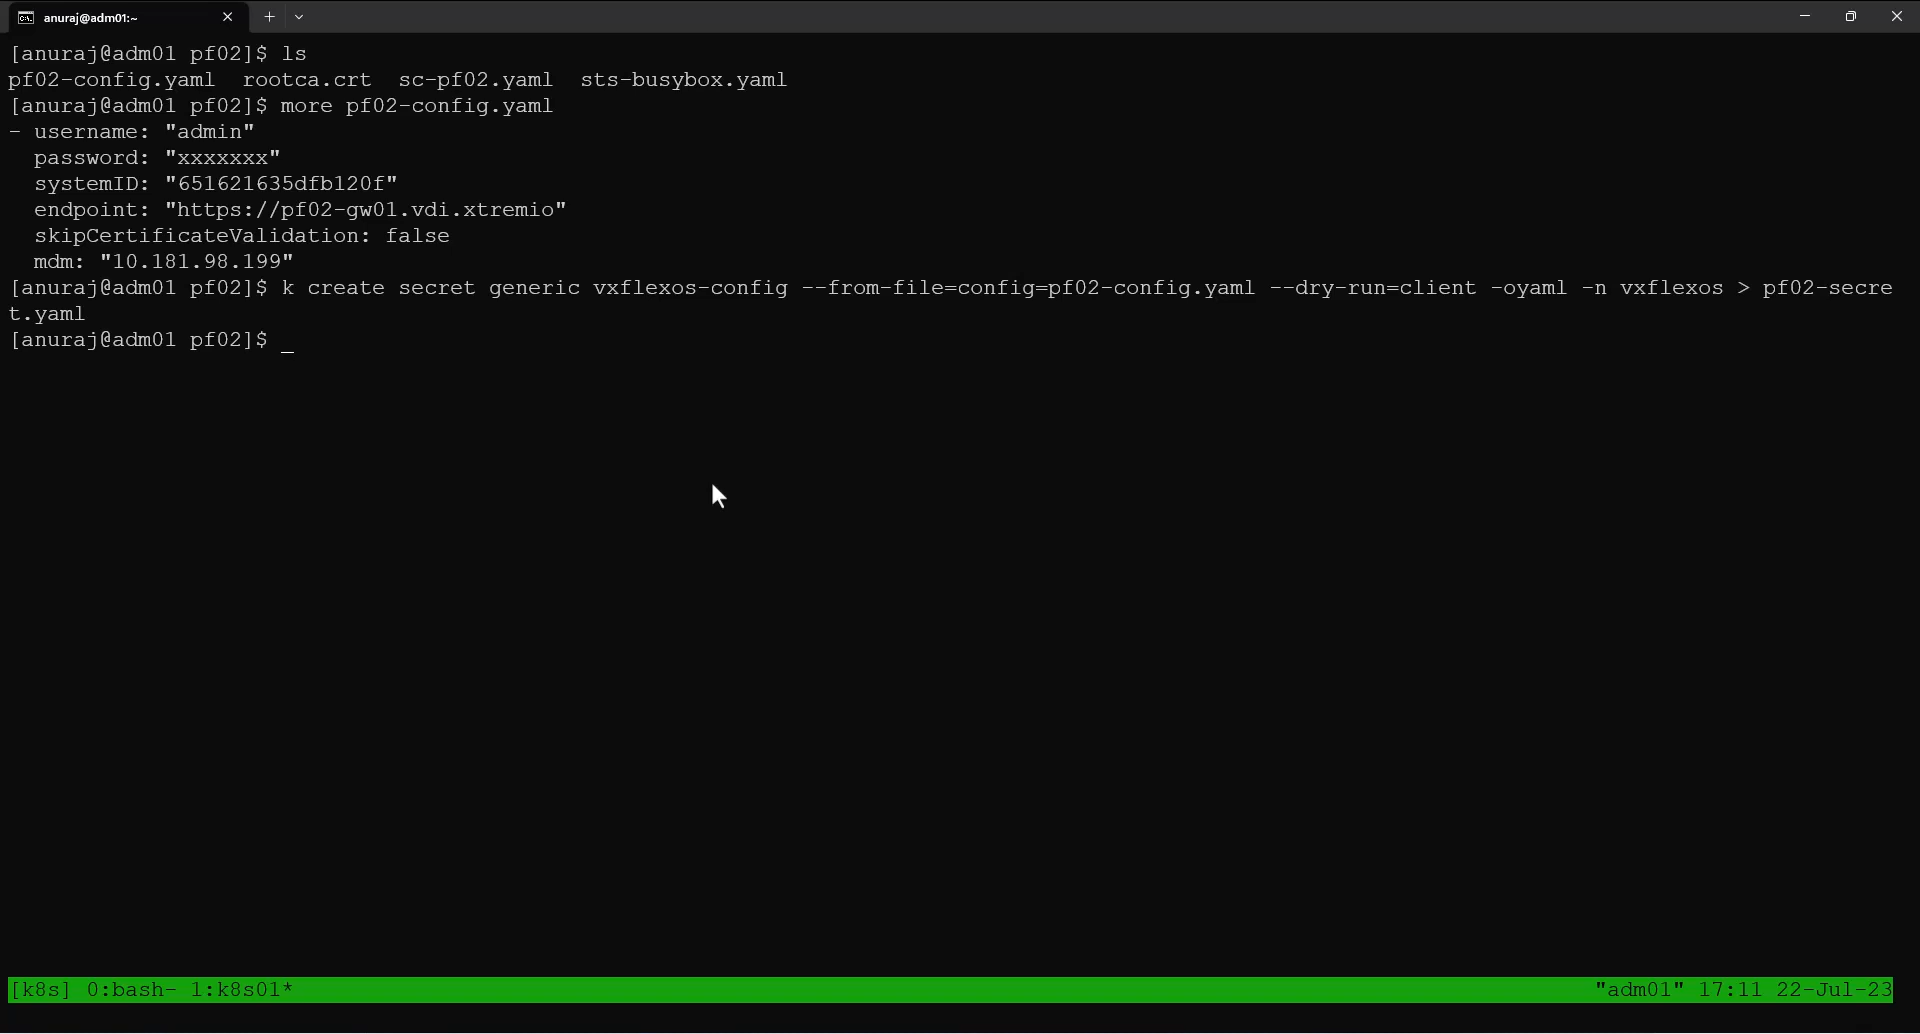 anuraj@adm01:~
[anuraj@adm01 pf02]$ ls
pf02-config.yaml  rootca.crt  sc-pf02.yaml  sts-busybox.yaml
[anuraj@adm01 pf02]$ more pf02-config.yaml
- username: "admin"
  password: "xxxxxxx"
  systemID: "651621635dfb120f"
  endpoint: "https://pf02-gw01.vdi.xtremio"
  skipCertificateValidation: false
  mdm: "10.181.98.199"
[anuraj@adm01 pf02]$ k create secret generic vxflexos-config --from-file=config=pf02-config.yaml --dry-run=client -oyaml -n vxflexos > pf02-secre
t.yaml
[anuraj@adm01 pf02]$ _
[k8s] 0:bash- 1:k8s01* "adm01" 17:11 22-Jul-23